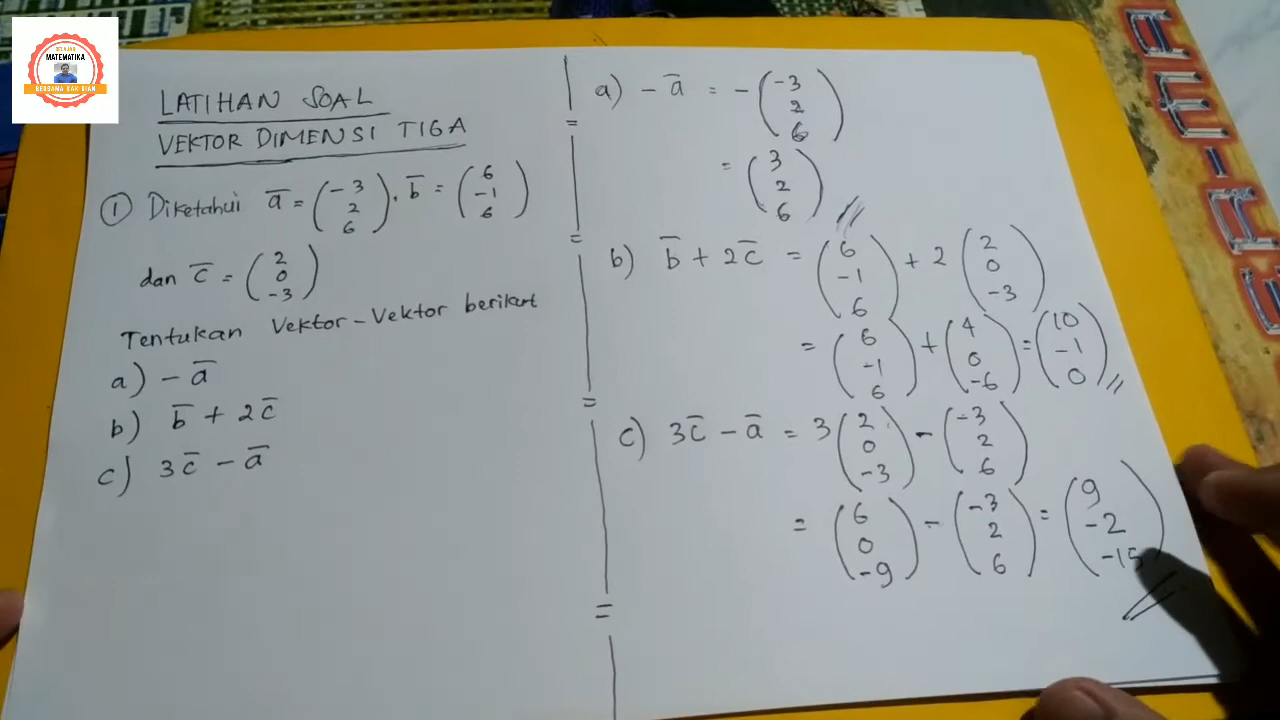 BELAJAR
MATEMATIKA
BERSAMA KAK DIAN
LATIHAN SOAL
VEKTOR DIMENSI TIGA
① Diketahui a̅ = (-3 2 6), b̅ = (6 -1 6)
dan c̅ = (2 0 -3)
Tentukan Vektor-Vektor berikut
a) -a̅
b) b̅ + 2c̅
c) 3c̅ - a̅
a) -a̅ = -(-3 2 6)
= (3 2 6) //
b) b̅ + 2c̅ = (6 -1 6) + 2 (2 0 -3)
= (6 -1 6) + (4 0 -6) = (10 -1 0) //
c) 3c̅ - a̅ = 3 (2 0 -3) - (-3 2 6)
= (6 0 -9) - (-3 2 6) = (9 -2 -15) //